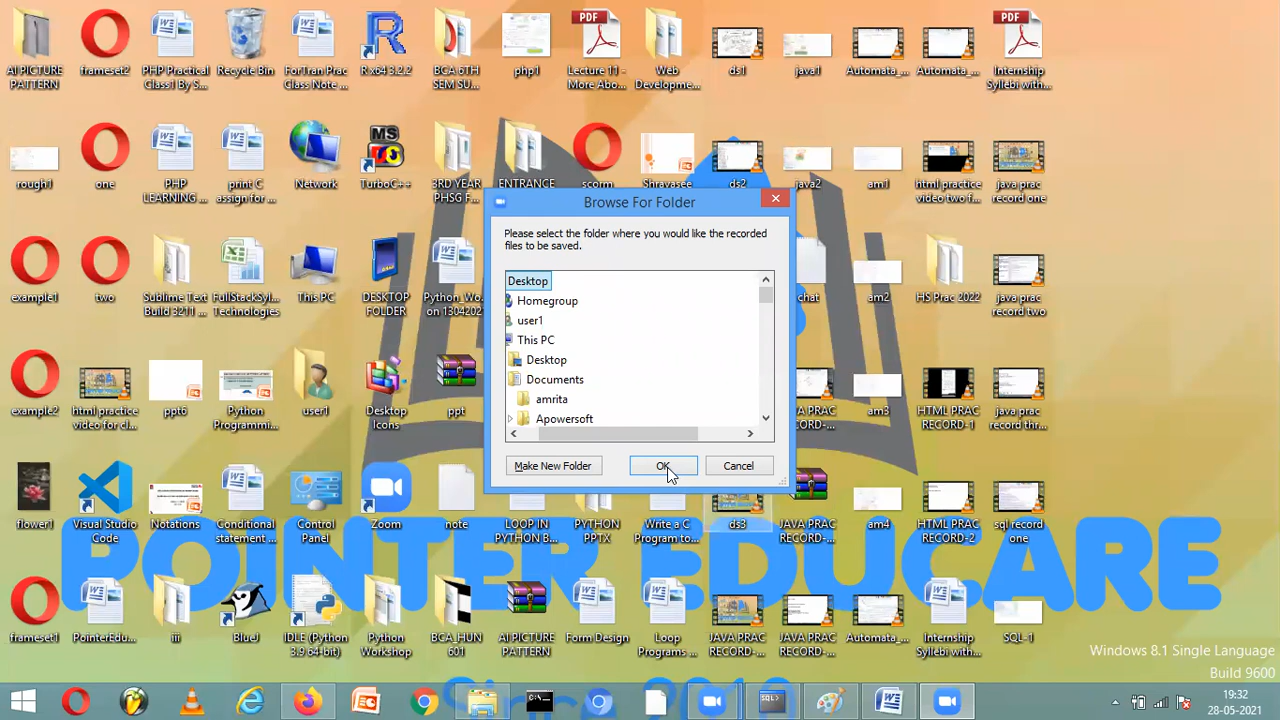 AI PICTURE
PATTERN
frameset2
PHP Practical
Class1 By S...
Recycle Bin
ForTran Prac
Class Note ...
R x64 3.2.2
BCA 6TH
SEM SU...
php1
PDF
Lecture 11 -
More Abo...
Web
Developme...
ds1
java1
Automata_...
Automata_...
PDF
Internship
Syllebi with...
rough1
one
PHP
LEARNING ...
print C
assign for ...
Network
MS
TurboC++
3RD YEAR
PHSG F...
ENTRANCE
scorm
Shravasee
ds2
java2
am1
html practice
video two f...
java prac
record one
example1
two
Sublime Text
Build 3211 ...
FullStackSyl...
Technologies
This PC
DESKTOP
FOLDER
Python_Wo...
on 1304202
chat
am2
HS Prac 2022
java prac
record two
example2
html practice
video for cl...
ppt6
Python
Programmi...
user1
Desktop
Icons
ppt
JAVA PRAC
RECORD-...
am3
HTML PRAC
RECORD-1
java prac
record thr...
flower1
Visual Studio
Code
Notations
Conditional
statement ...
Control
Panel
Zoom
note
LOOP IN
PYTHON B...
PYTHON
PPTX
Write a C
Program to...
ds3
JAVA PRAC
RECORD-...
am4
HTML PRAC
RECORD-2
sql record
one
frameset1
PointerEdu...
iii
BlueJ
IDLE (Python
3.9 64-bit)
Python
Workshop
BCA_HUN
601
AI PICTURE
PATTERN
Form Design
Loop
Programs ...
JAVA PRAC
RECORD-...
JAVA PRAC
RECORD-...
Automata_...
Internship
Syllebi with...
SQL-1
Browse For Folder
Please select the folder where you would like the recorded
files to be saved.
Desktop
Homegroup
user1
This PC
Desktop
Documents
amrita
Apowersoft
Make New Folder
OK
Cancel
POINTER EDUCARE
Windows 8.1 Single Language
Build 9600
19:32
28-05-2021